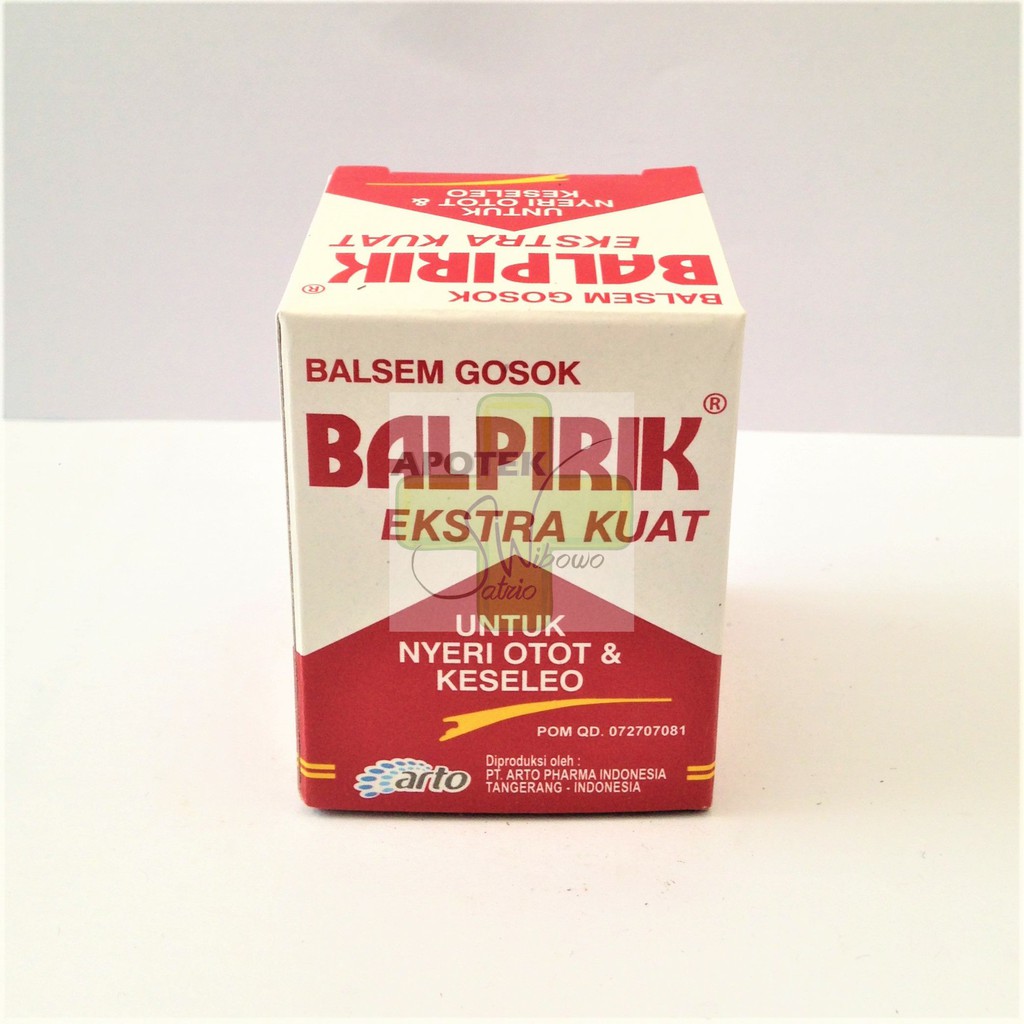 UNTUK
NYERI OTOT &
KESELEO
EKSTRA KUAT
BALPIRIK®
BALSEM GOSOK
BALSEM GOSOK
BALPIRIK®
APOTEK
EKSTRA KUAT
Wibowo
Satrio
UNTUK
NYERI OTOT &
KESELEO
POM QD. 072707081
arto
Diproduksi oleh :
PT. ARTO PHARMA INDONESIA
TANGERANG - INDONESIA